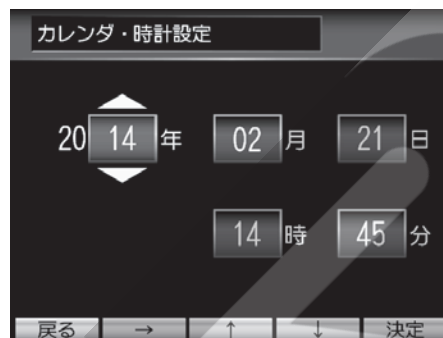 カレンダ・時計設定
20 14 年 02 月 21 日
14 時 45 分
戻る → ↑ ↓ 決定